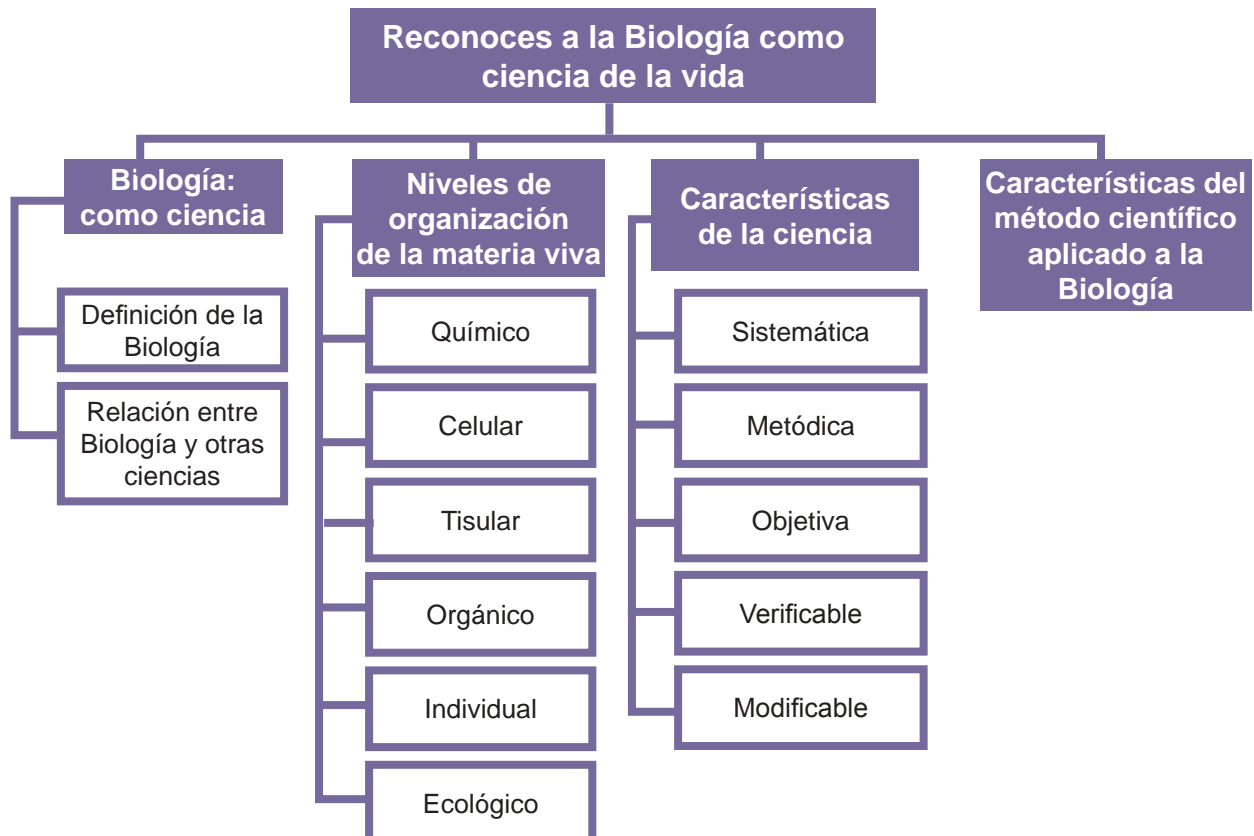 Reconoces a la Biología como
ciencia de la vida
Biología:
como ciencia
Definición de la
Biología
Relación entre
Biología y otras
ciencias
Niveles de
organización
de la materia viva
Químico
Celular
Tisular
Orgánico
Individual
Ecológico
Características
de la ciencia
Sistemática
Metódica
Objetiva
Verificable
Modificable
Características del
método científico
aplicado a la
Biología